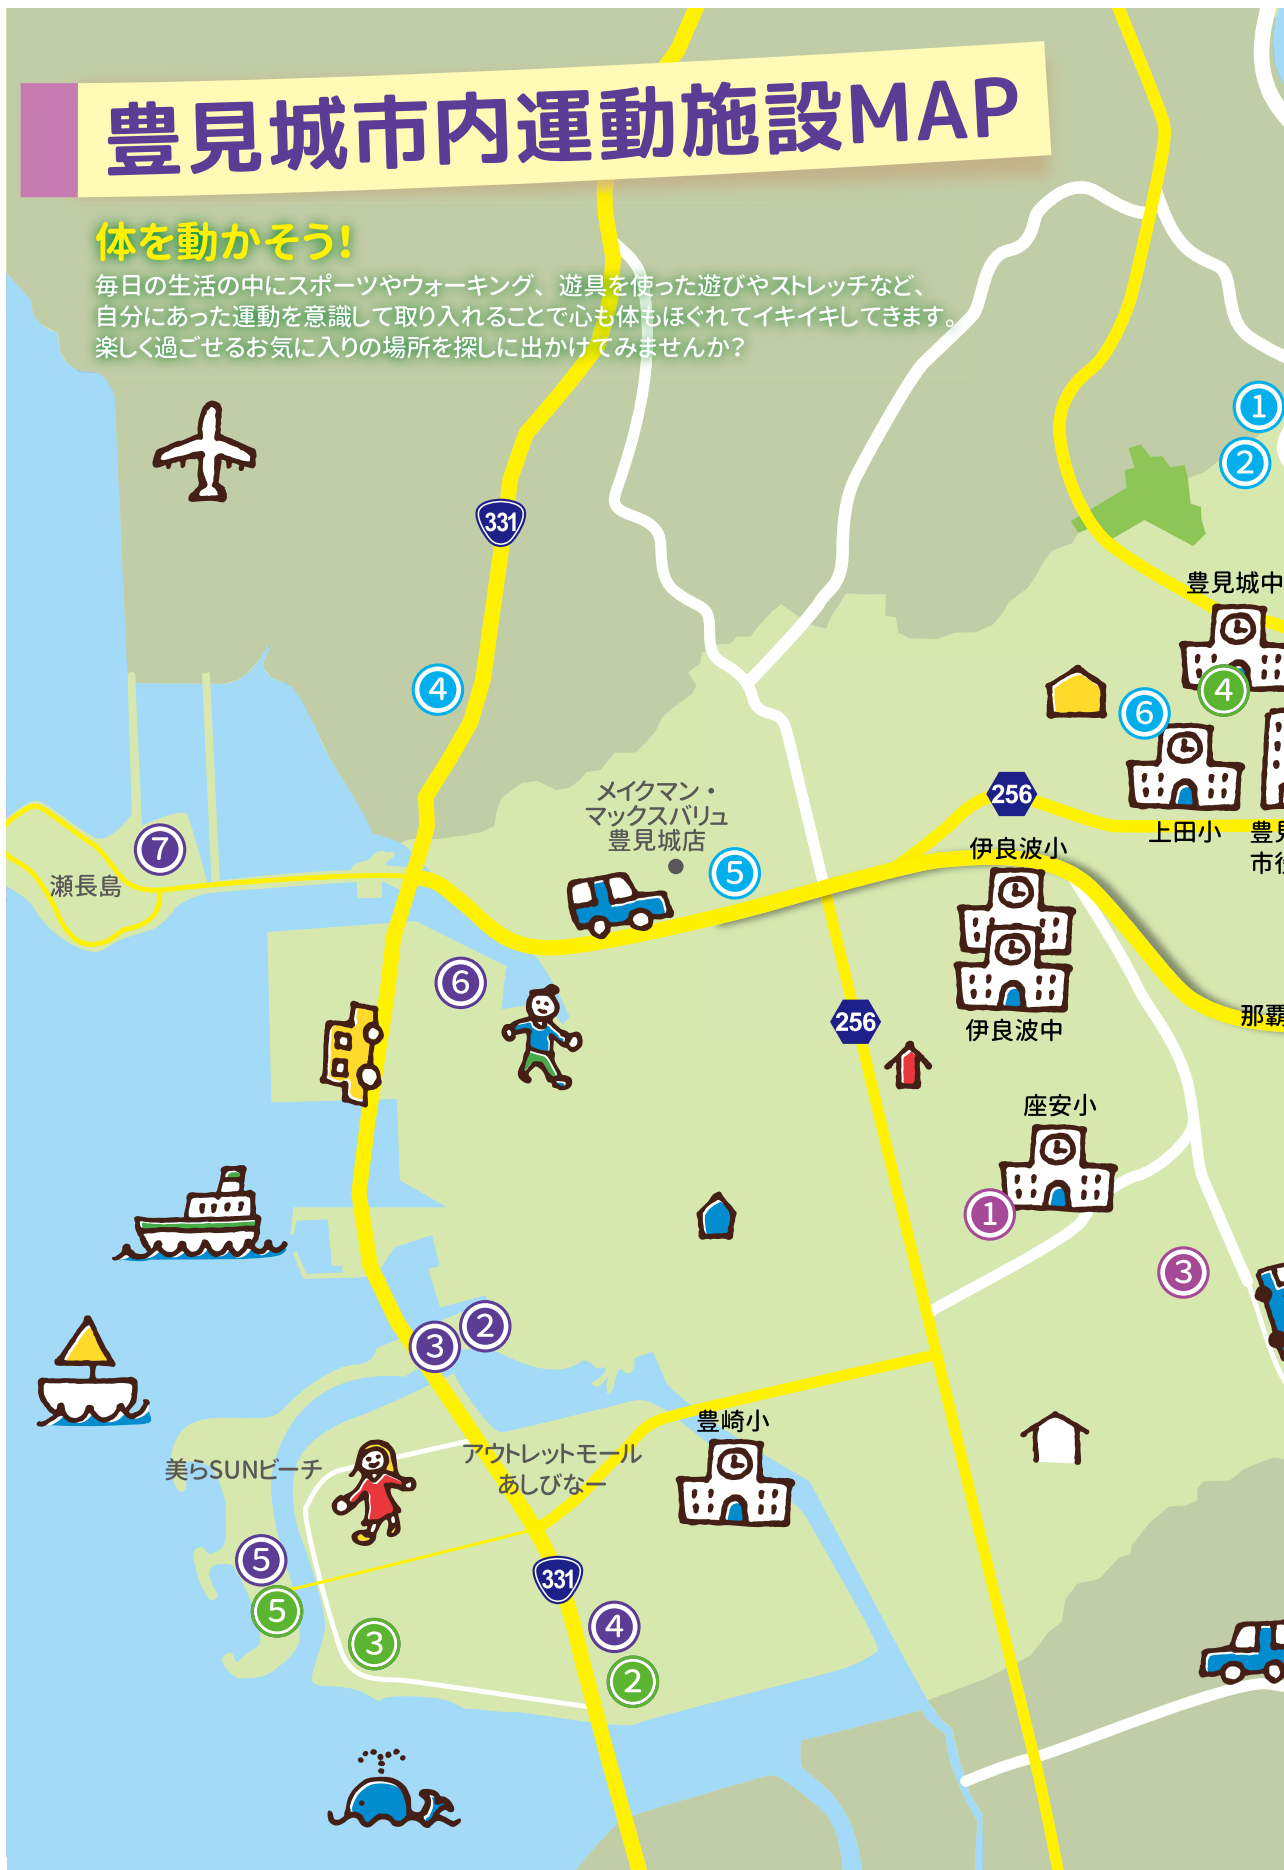 豊見城市内運動施設MAP
体を動かそう!
毎日の生活の中にスポーツやウォーキング、遊具を使った遊びやストレッチなど、
自分にあった運動を意識して取り入れることで心も体もほぐれてイキイキしてきます。
楽しく過ごせるお気に入りの場所を探しに出かけてみませんか?
1
2
331
豊見城中
4
4
6
メイクマン・
マックスバリュ
豊見城店
256
上田小
豊見
市役
7
瀬長島
5
伊良波小
6
256
伊良波中
那覇
座安小
1
3
2
3
豊崎小
アウトレットモール
あしびなー
美らSUNビーチ
5
5
331
4
3
2